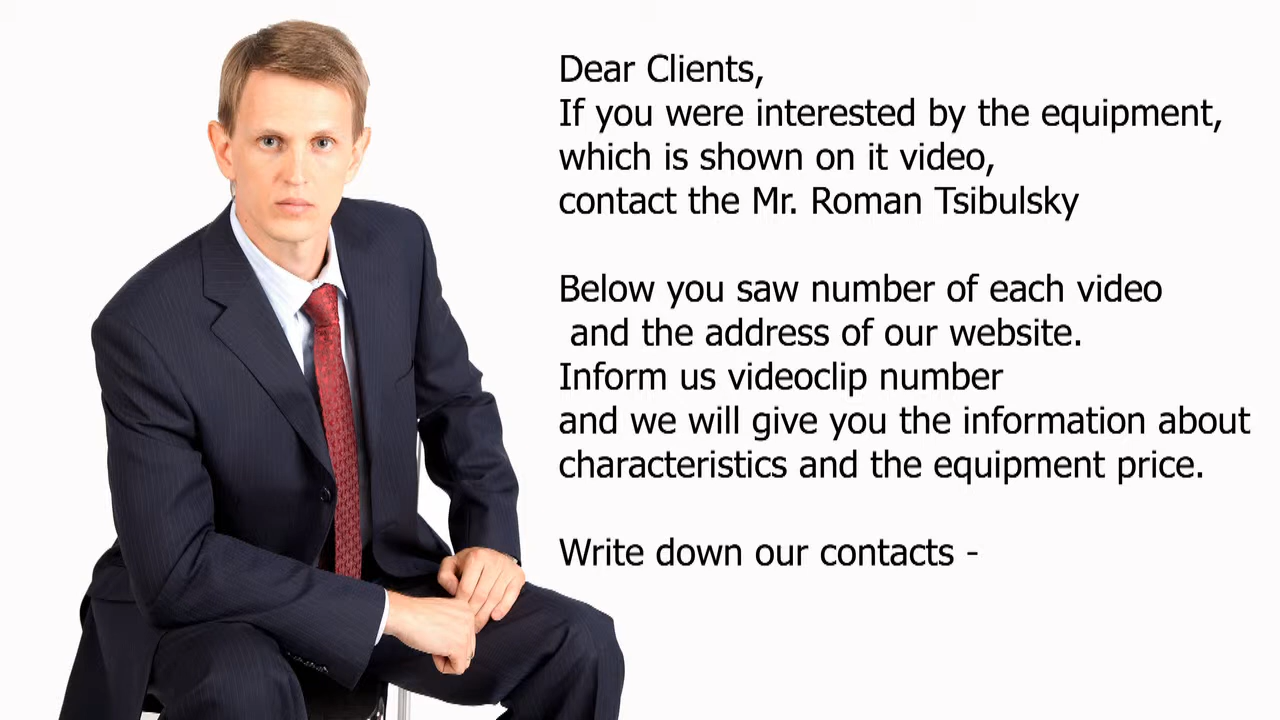 Dear Clients,
If you were interested by the equipment,
which is shown on it video,
contact the Mr. Roman Tsibulsky
Below you saw number of each video
and the address of our website.
Inform us videoclip number
and we will give you the information about
characteristics and the equipment price.
Write down our contacts -